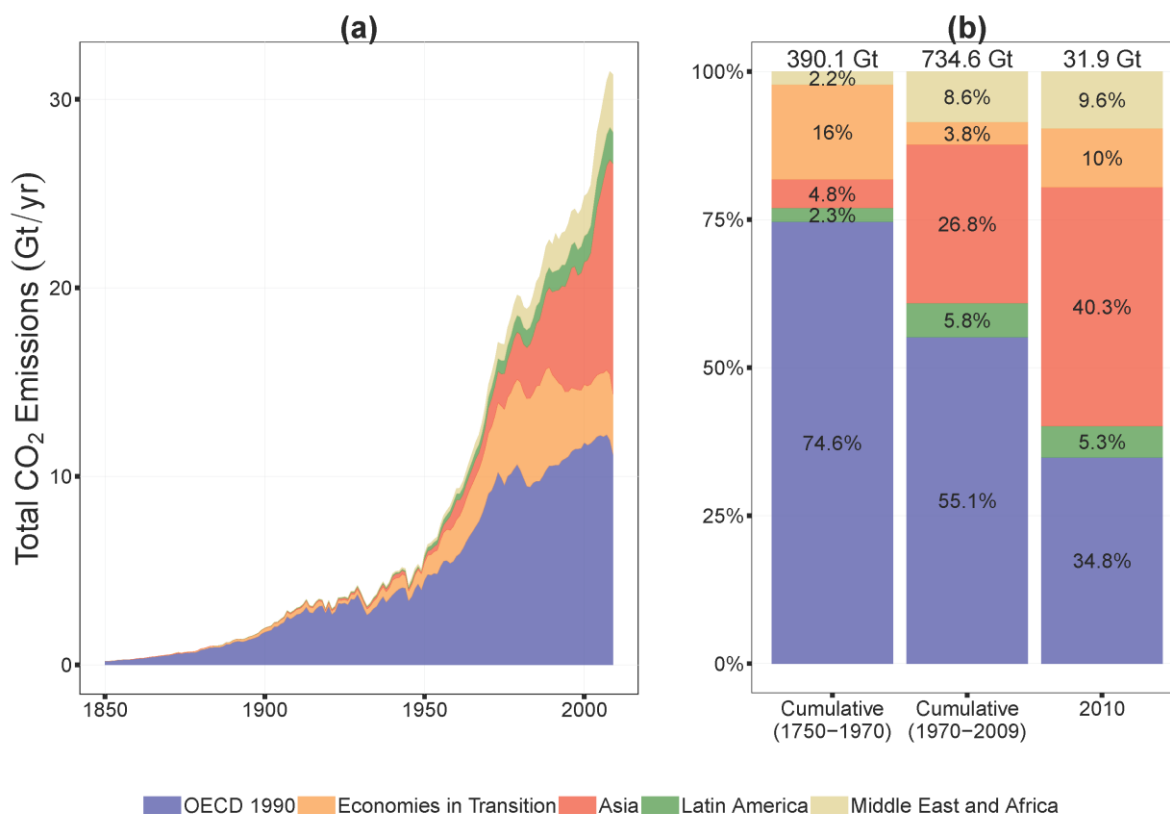 (a)
Total CO₂ Emissions (Gt/yr)
30
20
10
0
1850
1900
1950
2000
(b)
390.1 Gt
734.6 Gt
31.9 Gt
100%
75%
50%
25%
0%
2.2%
16%
4.8%
2.3%
74.6%
8.6%
3.8%
26.8%
5.8%
55.1%
9.6%
10%
40.3%
5.3%
34.8%
Cumulative
(1750−1970)
Cumulative
(1970−2009)
2010
OECD 1990
Economies in Transition
Asia
Latin America
Middle East and Africa